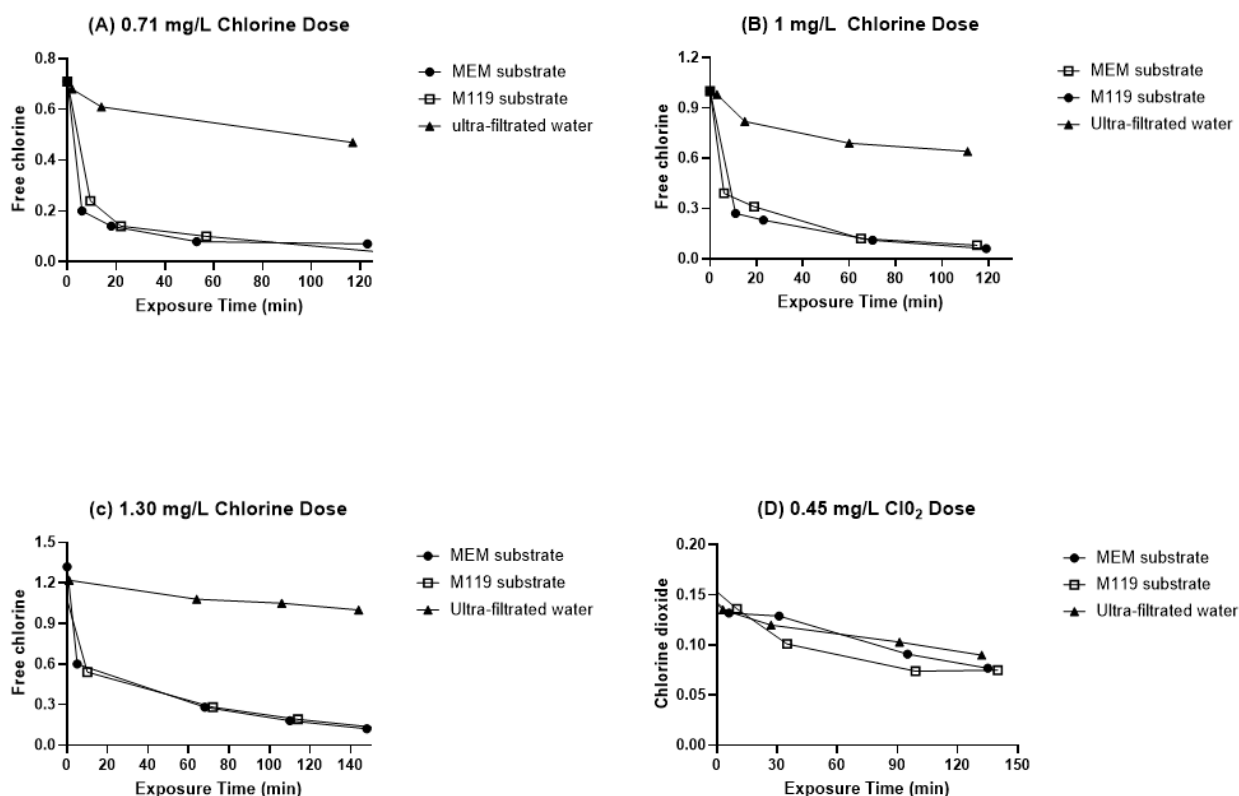 (A) 0.71 mg/L Chlorine Dose
0.8
0.6
0.4
0.2
0.0
Free chlorine
0 20 40 60 80 100 120
Exposure Time (min)
MEM substrate
M119 substrate
ultra-filtrated water
(B) 1 mg/L Chlorine Dose
1.2
0.9
0.6
0.3
0.0
Free chlorine
0 20 40 60 80 100 120
Exposure Time (min)
MEM substrate
M119 substrate
Ultra-filtrated water
(c) 1.30 mg/L Chlorine Dose
1.5
1.2
0.9
0.6
0.3
0.0
Free chlorine
0 20 40 60 80 100 120 140
Exposure Time (min)
MEM substrate
M119 substrate
Ultra-filtrated water
(D) 0.45 mg/L Cl0₂ Dose
0.20
0.15
0.10
0.05
0.00
Chlorine dioxide
0 30 60 90 120 150
Exposure Time (min)
MEM substrate
M119 substrate
Ultra-filtrated water